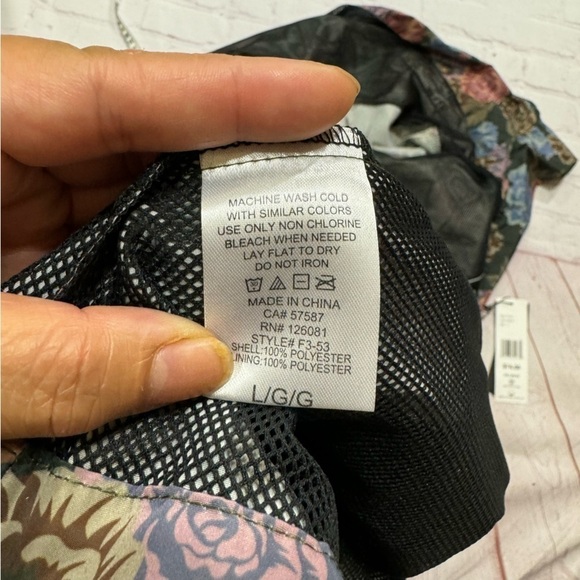 MACHINE WASH COLD
WITH SIMILAR COLORS
USE ONLY NON CHLORINE
BLEACH WHEN NEEDED
LAY FLAT TO DRY
DO NOT IRON
MADE IN CHINA
CA# 57587
RN# 126081
STYLE# F3-53
SHELL:100% POLYESTER
LINING:100% POLYESTER
L/G/G